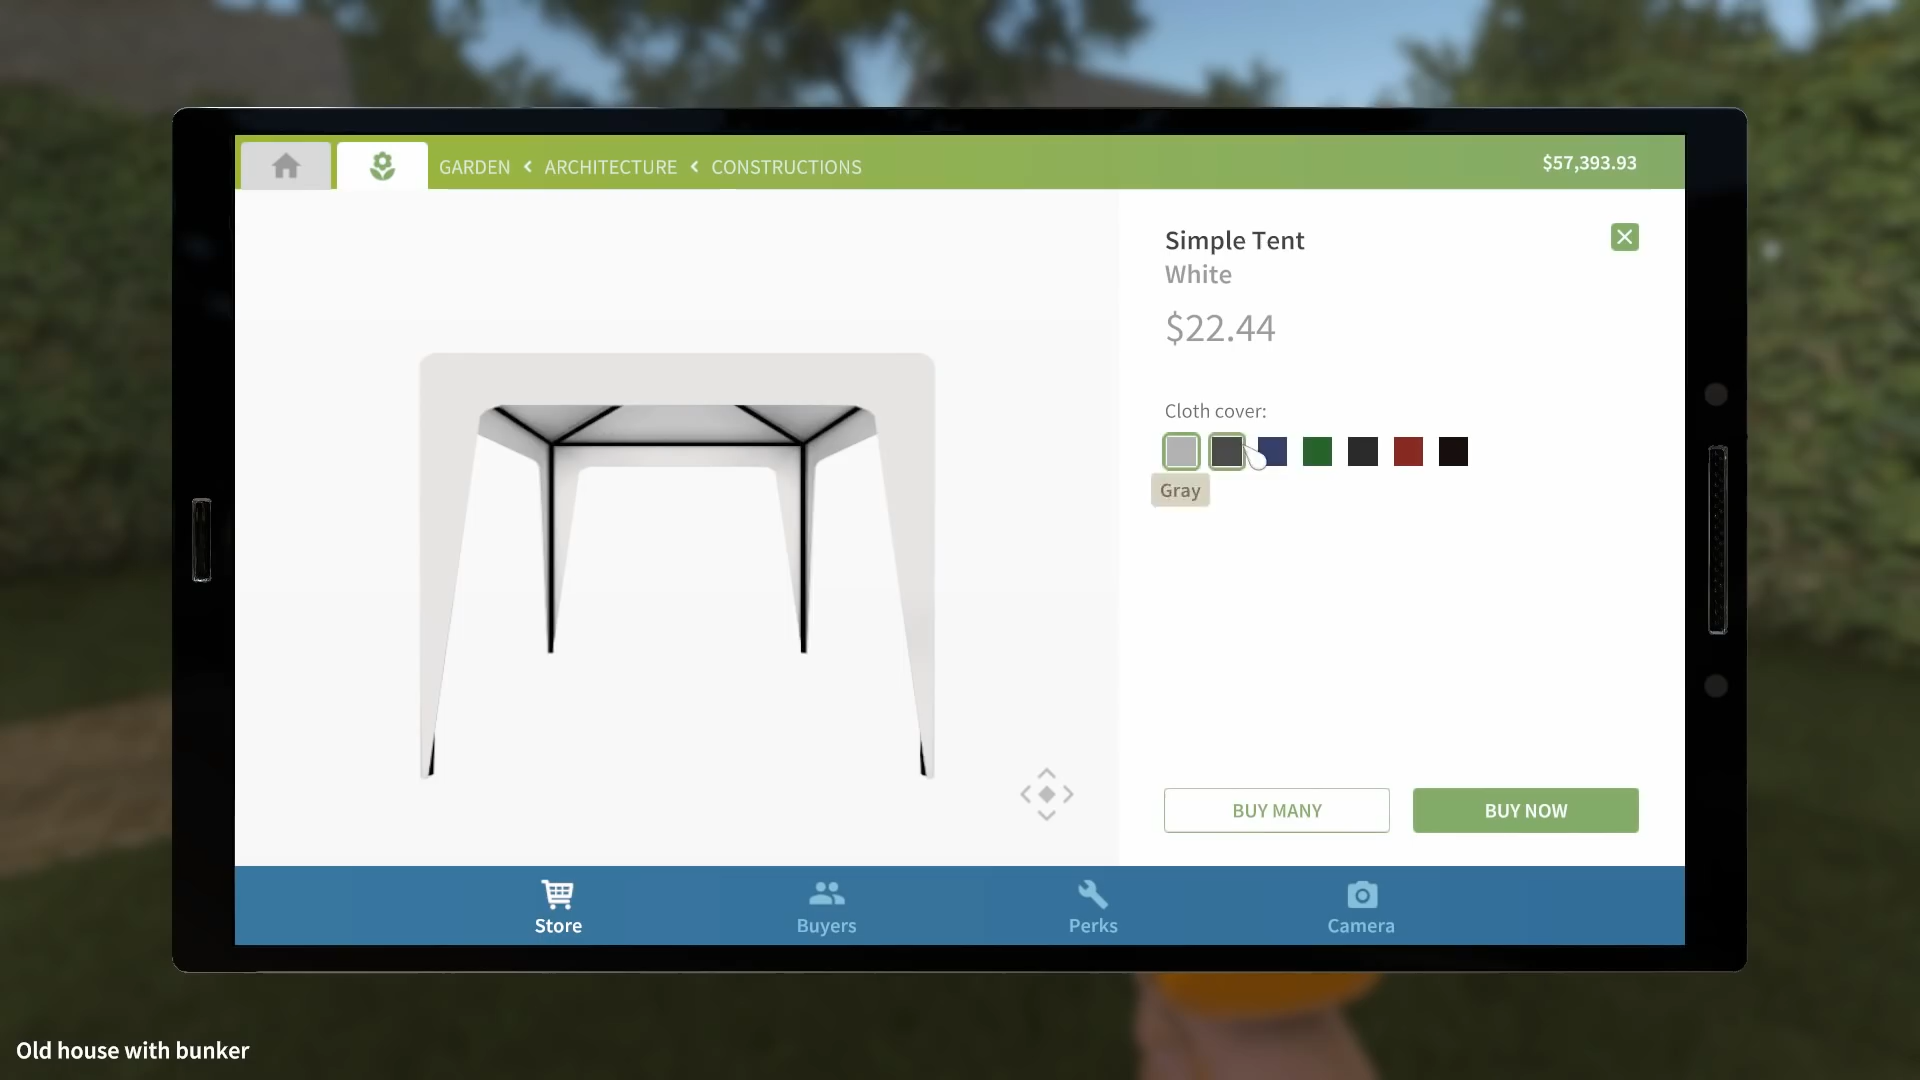 GARDEN < ARCHITECTURE < CONSTRUCTIONS
$57,393.93
Simple Tent
White
$22.44
Cloth cover:
Gray
BUY MANY
BUY NOW
Store
Buyers
Perks
Camera
Old house with bunker